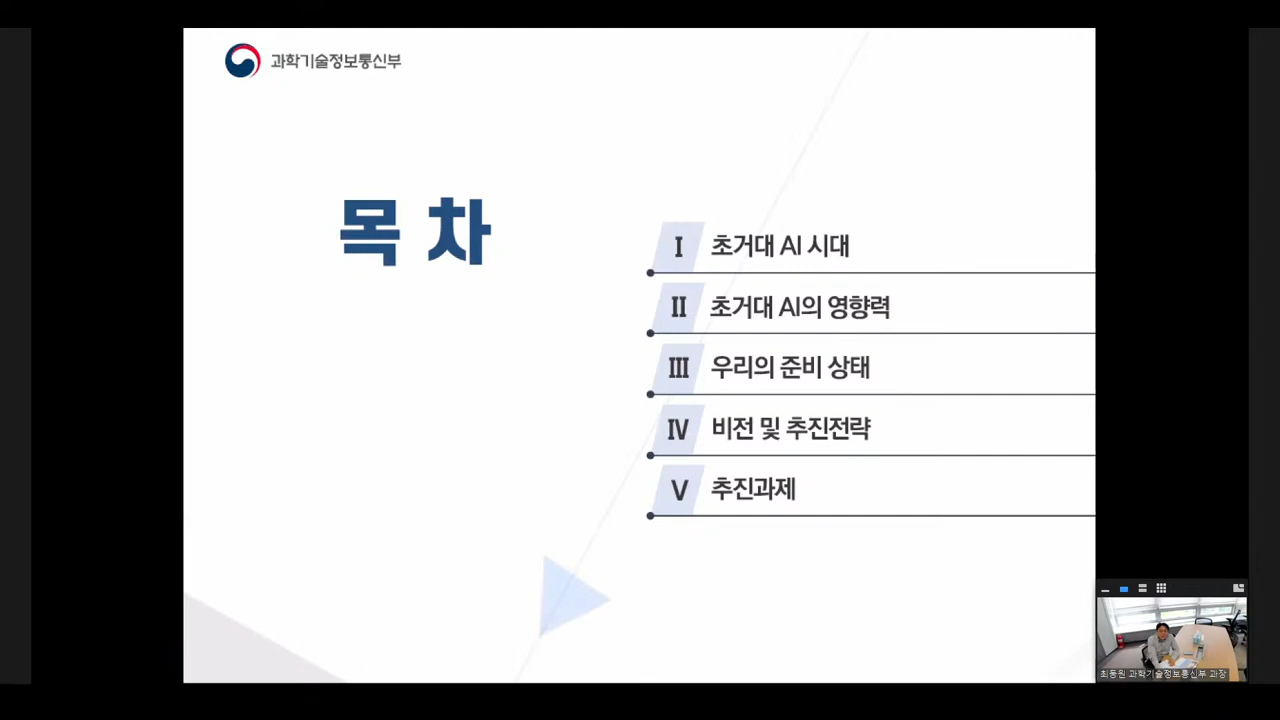 과학기술정보통신부
목 차
I 초거대 AI 시대
II 초거대 AI의 영향력
III 우리의 준비 상태
IV 비전 및 추진전략
V 추진과제
최동원 과학기술정보통신부 과장